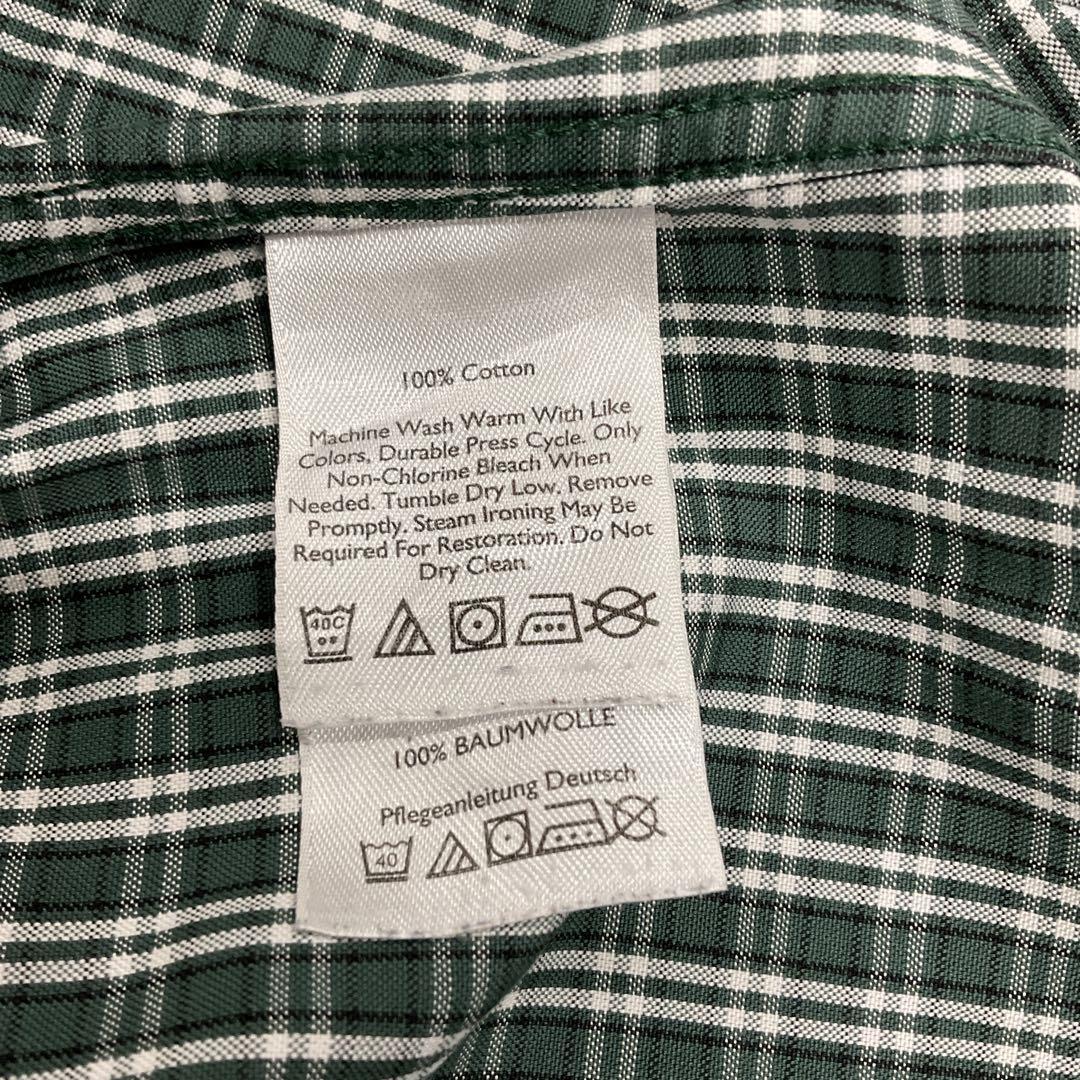 100% Cotton
Machine Wash Warm With Like
Colors, Durable Press Cycle. Only
Non-Chlorine Bleach When
Needed. Tumble Dry Low, Remove
Promptly. Steam Ironing May Be
Required For Restoration. Do Not
Dry Clean.
40C
100% BAUMWOLLE
Pflegeanleitung Deutsch
40